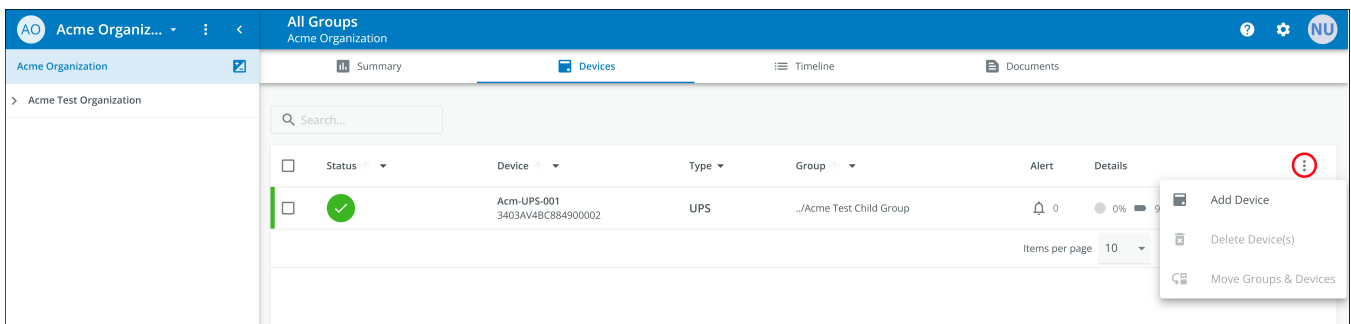 AO Acme Organiz...
All Groups
Acme Organization
NU
Acme Organization
Acme Test Organization
Summary Devices Timeline Documents
Search...
Status Device Type Group Alert Details
Acm-UPS-001
3403AV4BC884900002
UPS ../Acme Test Child Group 0 0% 9
Items per page 10
Add Device
Delete Device(s)
Move Groups & Devices